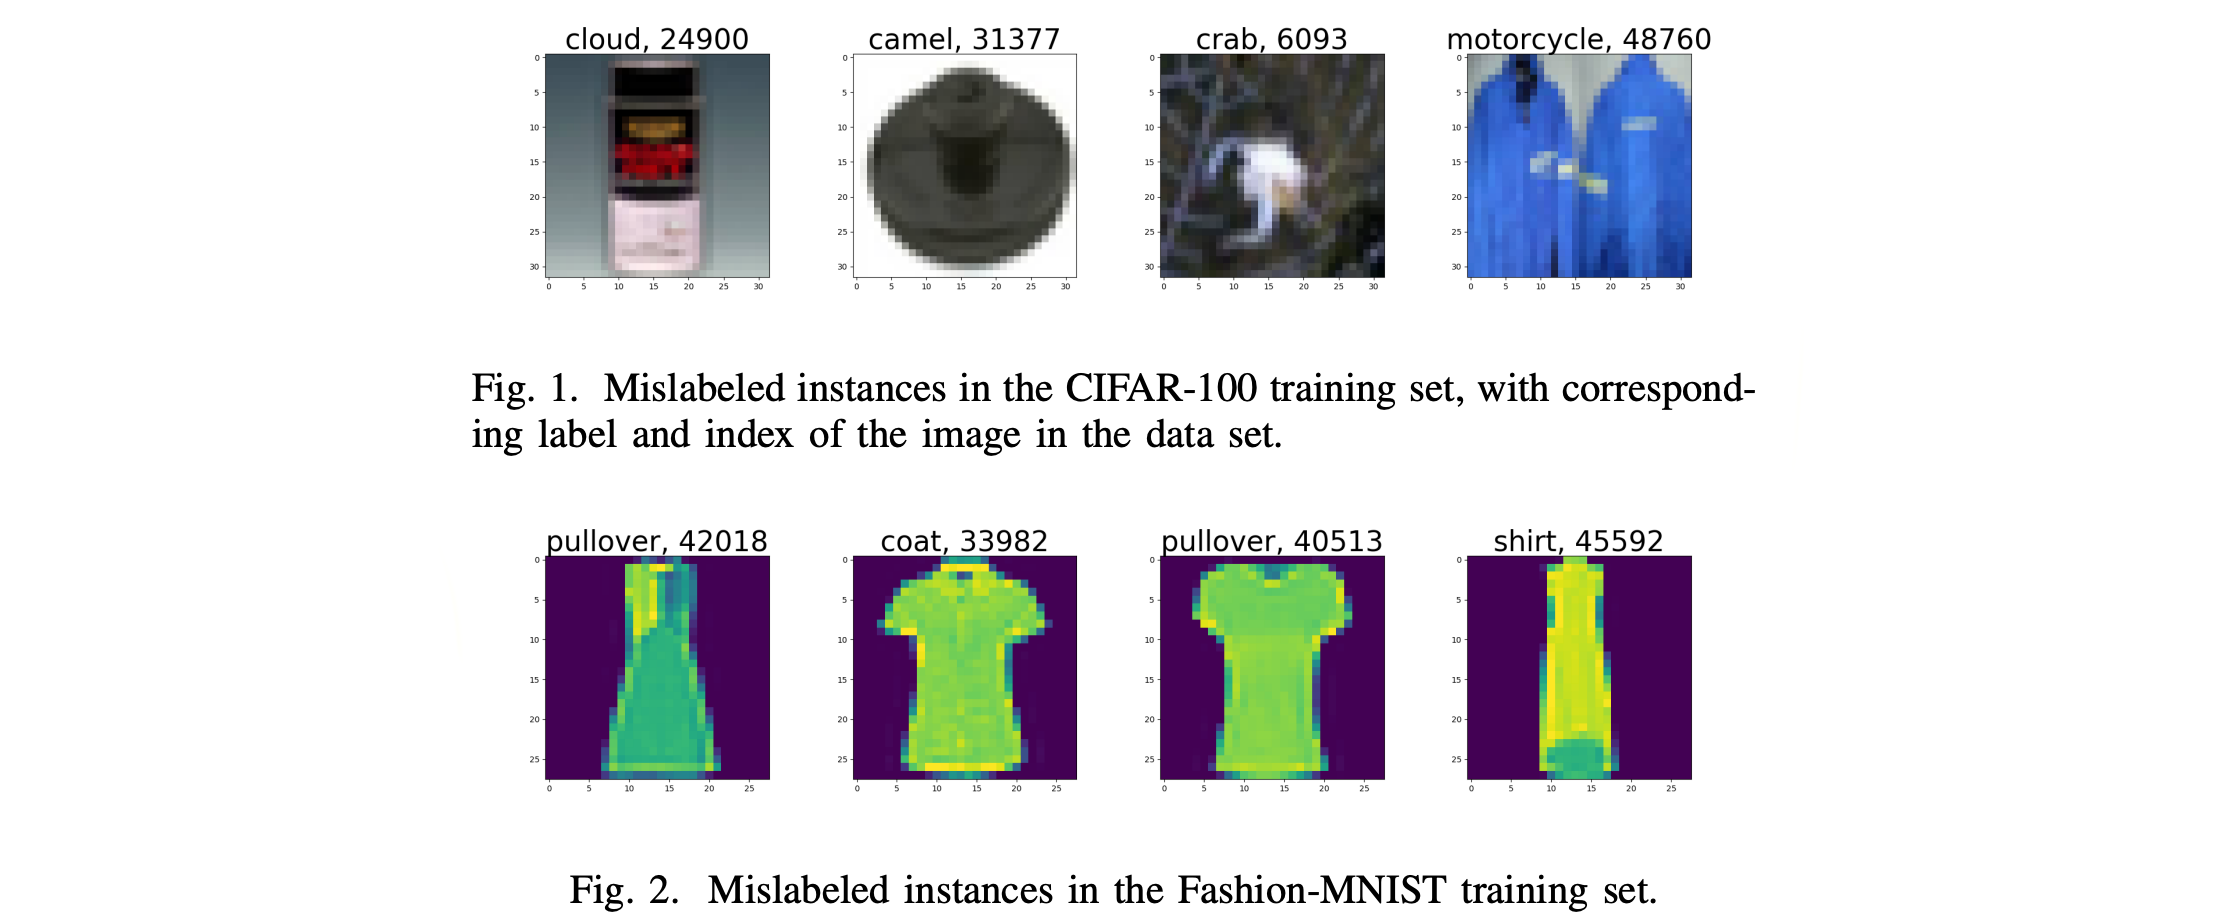 cloud, 24900 camel, 31377 crab, 6093 motorcycle, 48760
0 0 0 0
5 5 5 5
10 10 10 10
15 15 15 15
20 20 20 20
25 25 25 25
30 30 30 30
0 5 10 15 20 25 30 0 5 10 15 20 25 30 0 5 10 15 20 25 30 0 5 10 15 20 25 30
Fig. 1. Mislabeled instances in the CIFAR-100 training set, with correspond-
ing label and index of the image in the data set.
pullover, 42018 coat, 33982 pullover, 40513 shirt, 45592
0 0 0 0
5 5 5 5
10 10 10 10
15 15 15 15
20 20 20 20
25 25 25 25
0 5 10 15 20 25 0 5 10 15 20 25 0 5 10 15 20 25 0 5 10 15 20 25
Fig. 2. Mislabeled instances in the Fashion-MNIST training set.